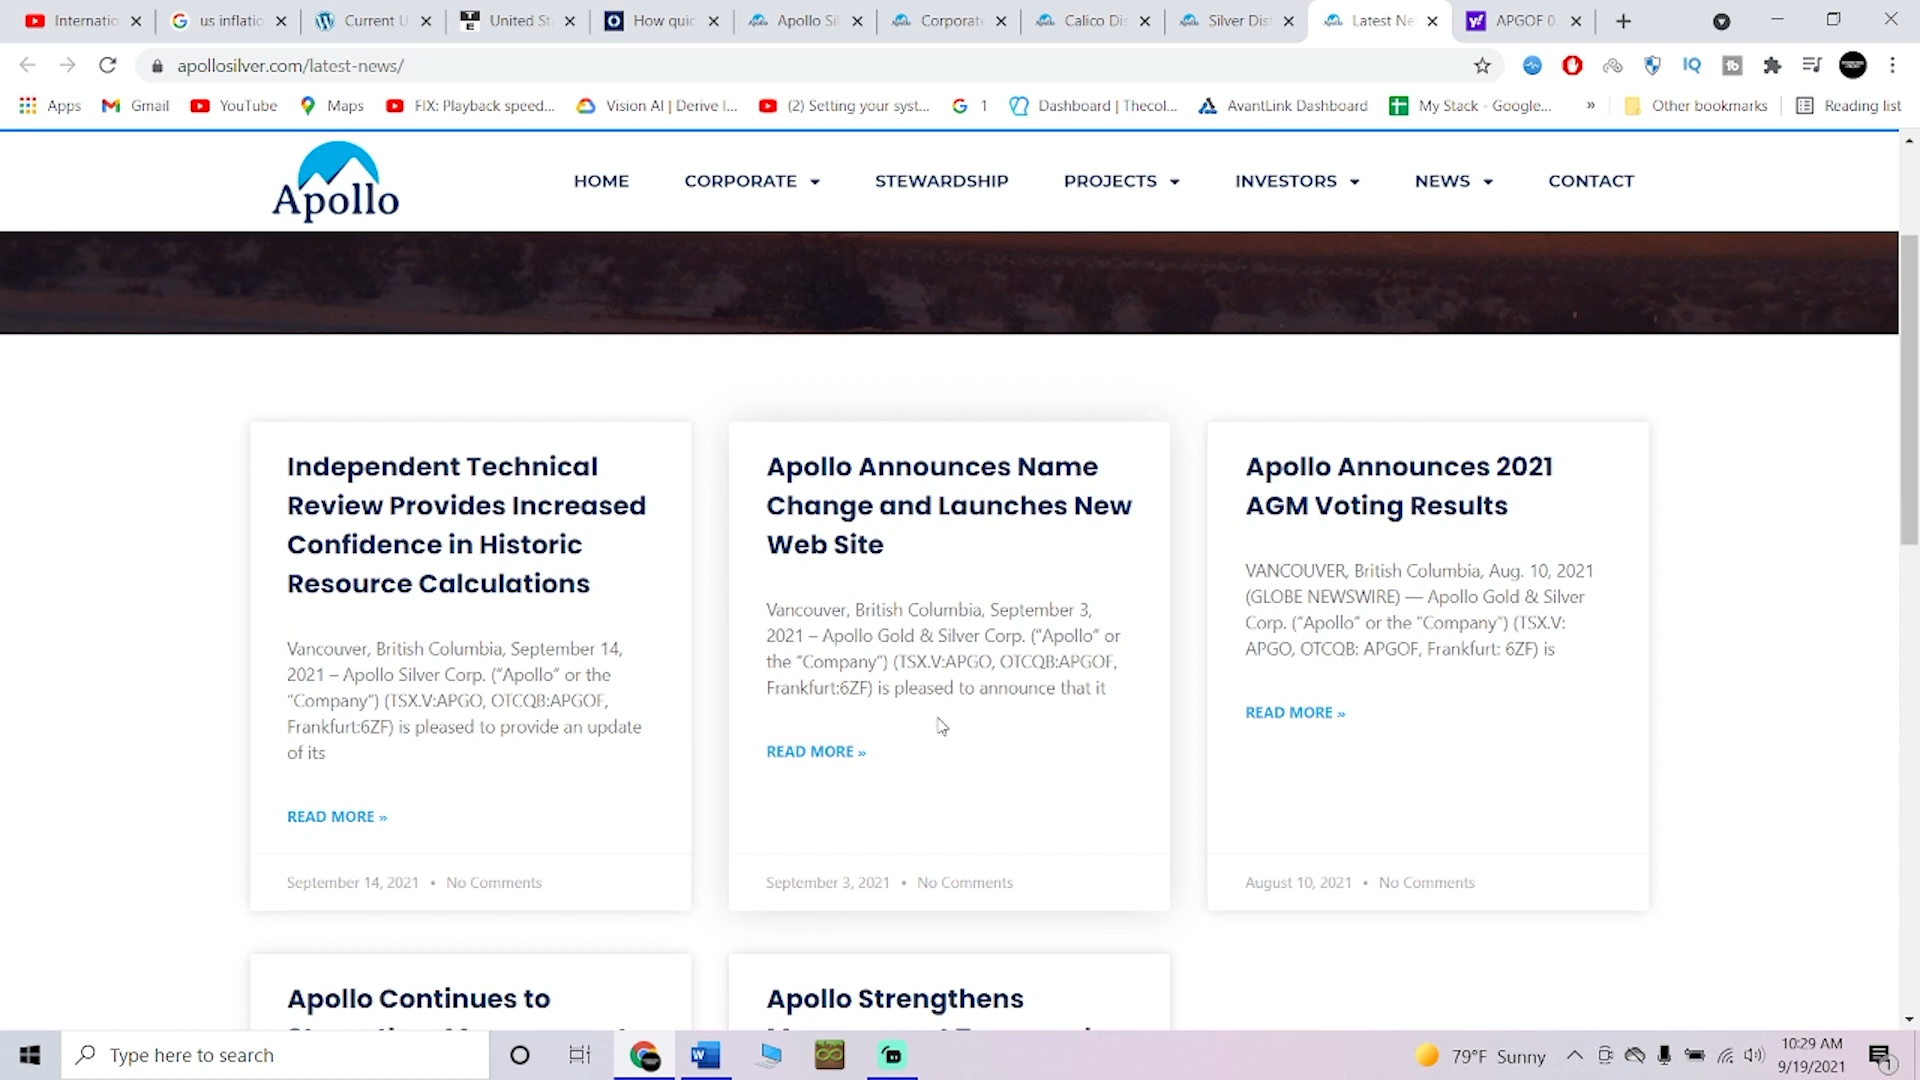 Internatio
us inflatio
Current U
United St
How quic
Apollo Sil
Corporate
Calico Dis
Silver Dist
Latest Ne
APGOF 0.
apollosilver.com/latest-news/
Apps
Gmail
YouTube
Maps
FIX: Playback speed...
Vision AI | Derive I...
(2) Setting your syst...
1
Dashboard | Thecol...
AvantLink Dashboard
My Stack - Google...
»
Other bookmarks
Reading list
Apollo
HOME
CORPORATE
STEWARDSHIP
PROJECTS
INVESTORS
NEWS
CONTACT
Independent Technical
Review Provides Increased
Confidence in Historic
Resource Calculations
Vancouver, British Columbia, September 14,
2021 – Apollo Silver Corp. (“Apollo” or the
“Company”) (TSX.V:APGO, OTCQB:APGOF,
Frankfurt:6ZF) is pleased to provide an update
of its
READ MORE »
September 14, 2021 • No Comments
Apollo Announces Name
Change and Launches New
Web Site
Vancouver, British Columbia, September 3,
2021 – Apollo Gold & Silver Corp. (“Apollo” or
the “Company”) (TSX.V:APGO, OTCQB:APGOF,
Frankfurt:6ZF) is pleased to announce that it
READ MORE »
September 3, 2021 • No Comments
Apollo Announces 2021
AGM Voting Results
VANCOUVER, British Columbia, Aug. 10, 2021
(GLOBE NEWSWIRE) — Apollo Gold & Silver
Corp. (“Apollo” or the “Company”) (TSX.V:
APGO, OTCQB: APGOF, Frankfurt: 6ZF) is
READ MORE »
August 10, 2021 • No Comments
Apollo Continues to
Apollo Strengthens
Type here to search
79°F Sunny
10:29 AM
9/19/2021